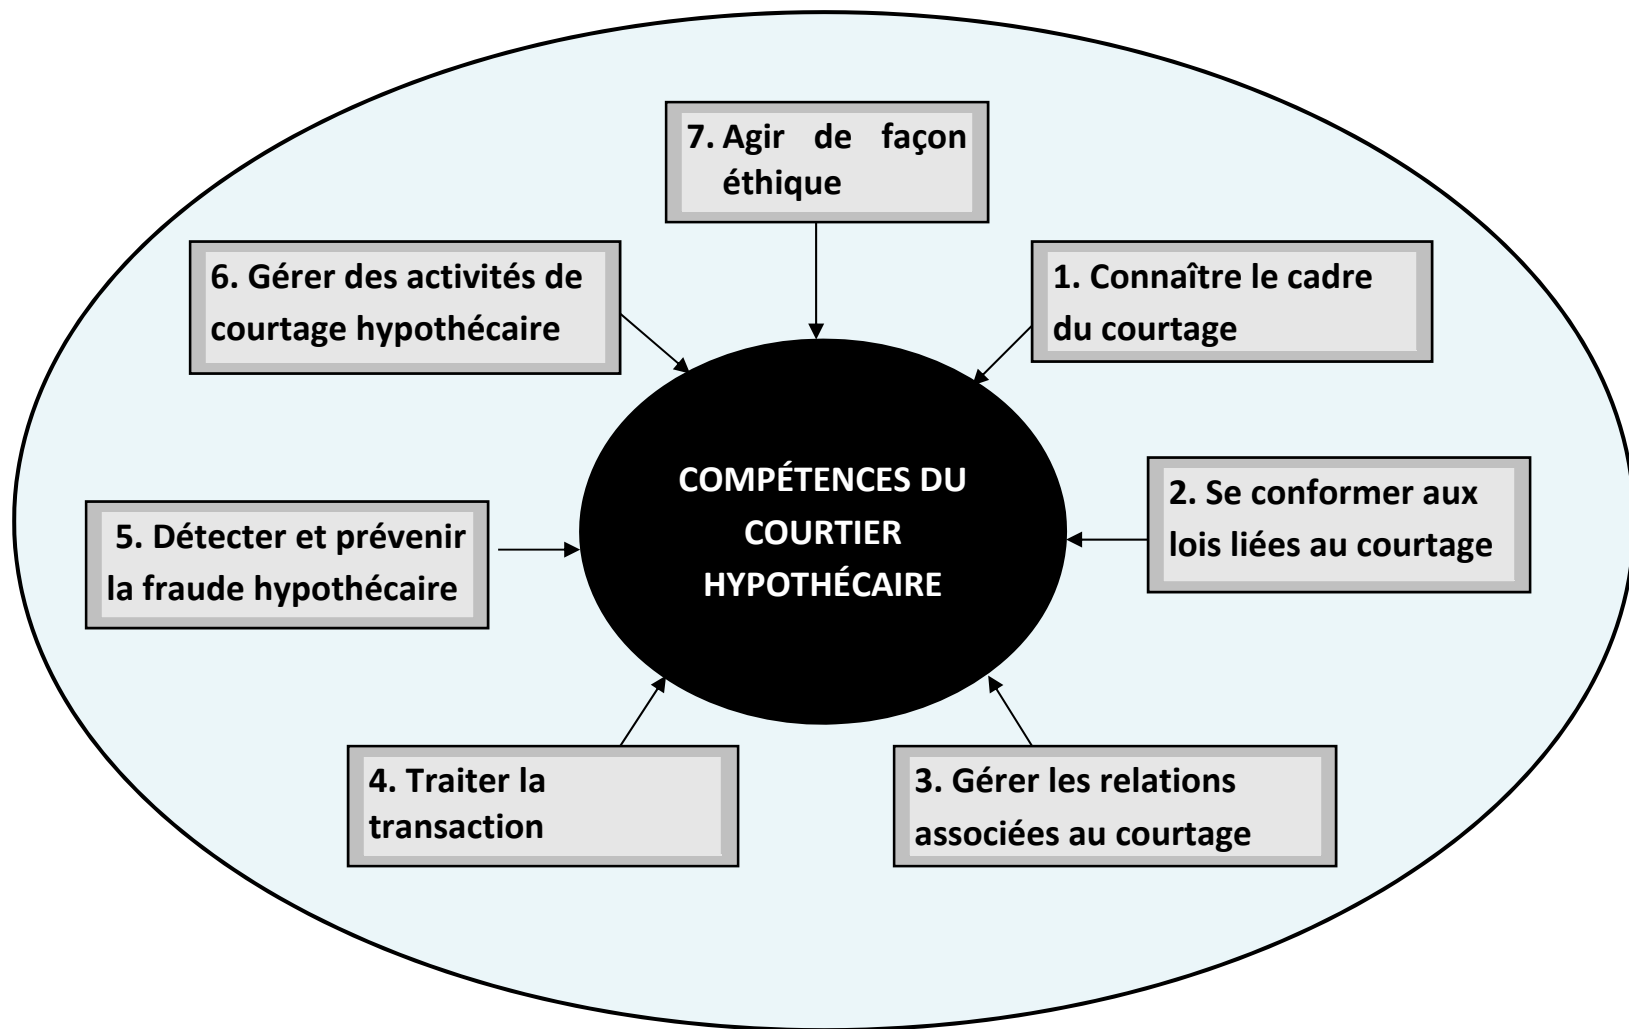 7. Agir de façon
éthique
6. Gérer des activités de
courtage hypothécaire
1. Connaître le cadre
du courtage
COMPÉTENCES DU
COURTIER
HYPOTHÉCAIRE
2. Se conformer aux
lois liées au courtage
5. Détecter et prévenir
la fraude hypothécaire
4. Traiter la
transaction
3. Gérer les relations
associées au courtage